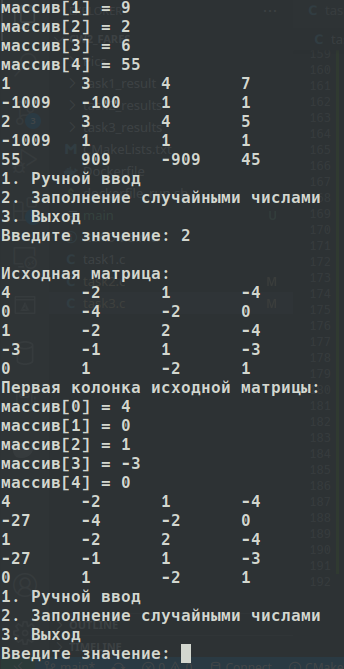 массив[1] = 9
массив[2] = 2
массив[3] = 6
массив[4] = 55
1 3 4 7
-1009 -100 1 1
2 3 4 5
-1009 1 1 1
55 909 -909 45
1. Ручной ввод
2. Заполнение случайными числами
3. Выход
Введите значение: 2
Исходная матрица:
4 -2 1 -4
0 -4 -2 0
1 -2 2 -4
-3 -1 1 -3
0 1 -2 1
Первая колонка исходной матрицы:
массив[0] = 4
массив[1] = 0
массив[2] = 1
массив[3] = -3
массив[4] = 0
4 -2 1 -4
-27 -4 -2 0
1 -2 2 -4
-27 -1 1 -3
0 1 -2 1
1. Ручной ввод
2. Заполнение случайными числами
3. Выход
Введите значение: